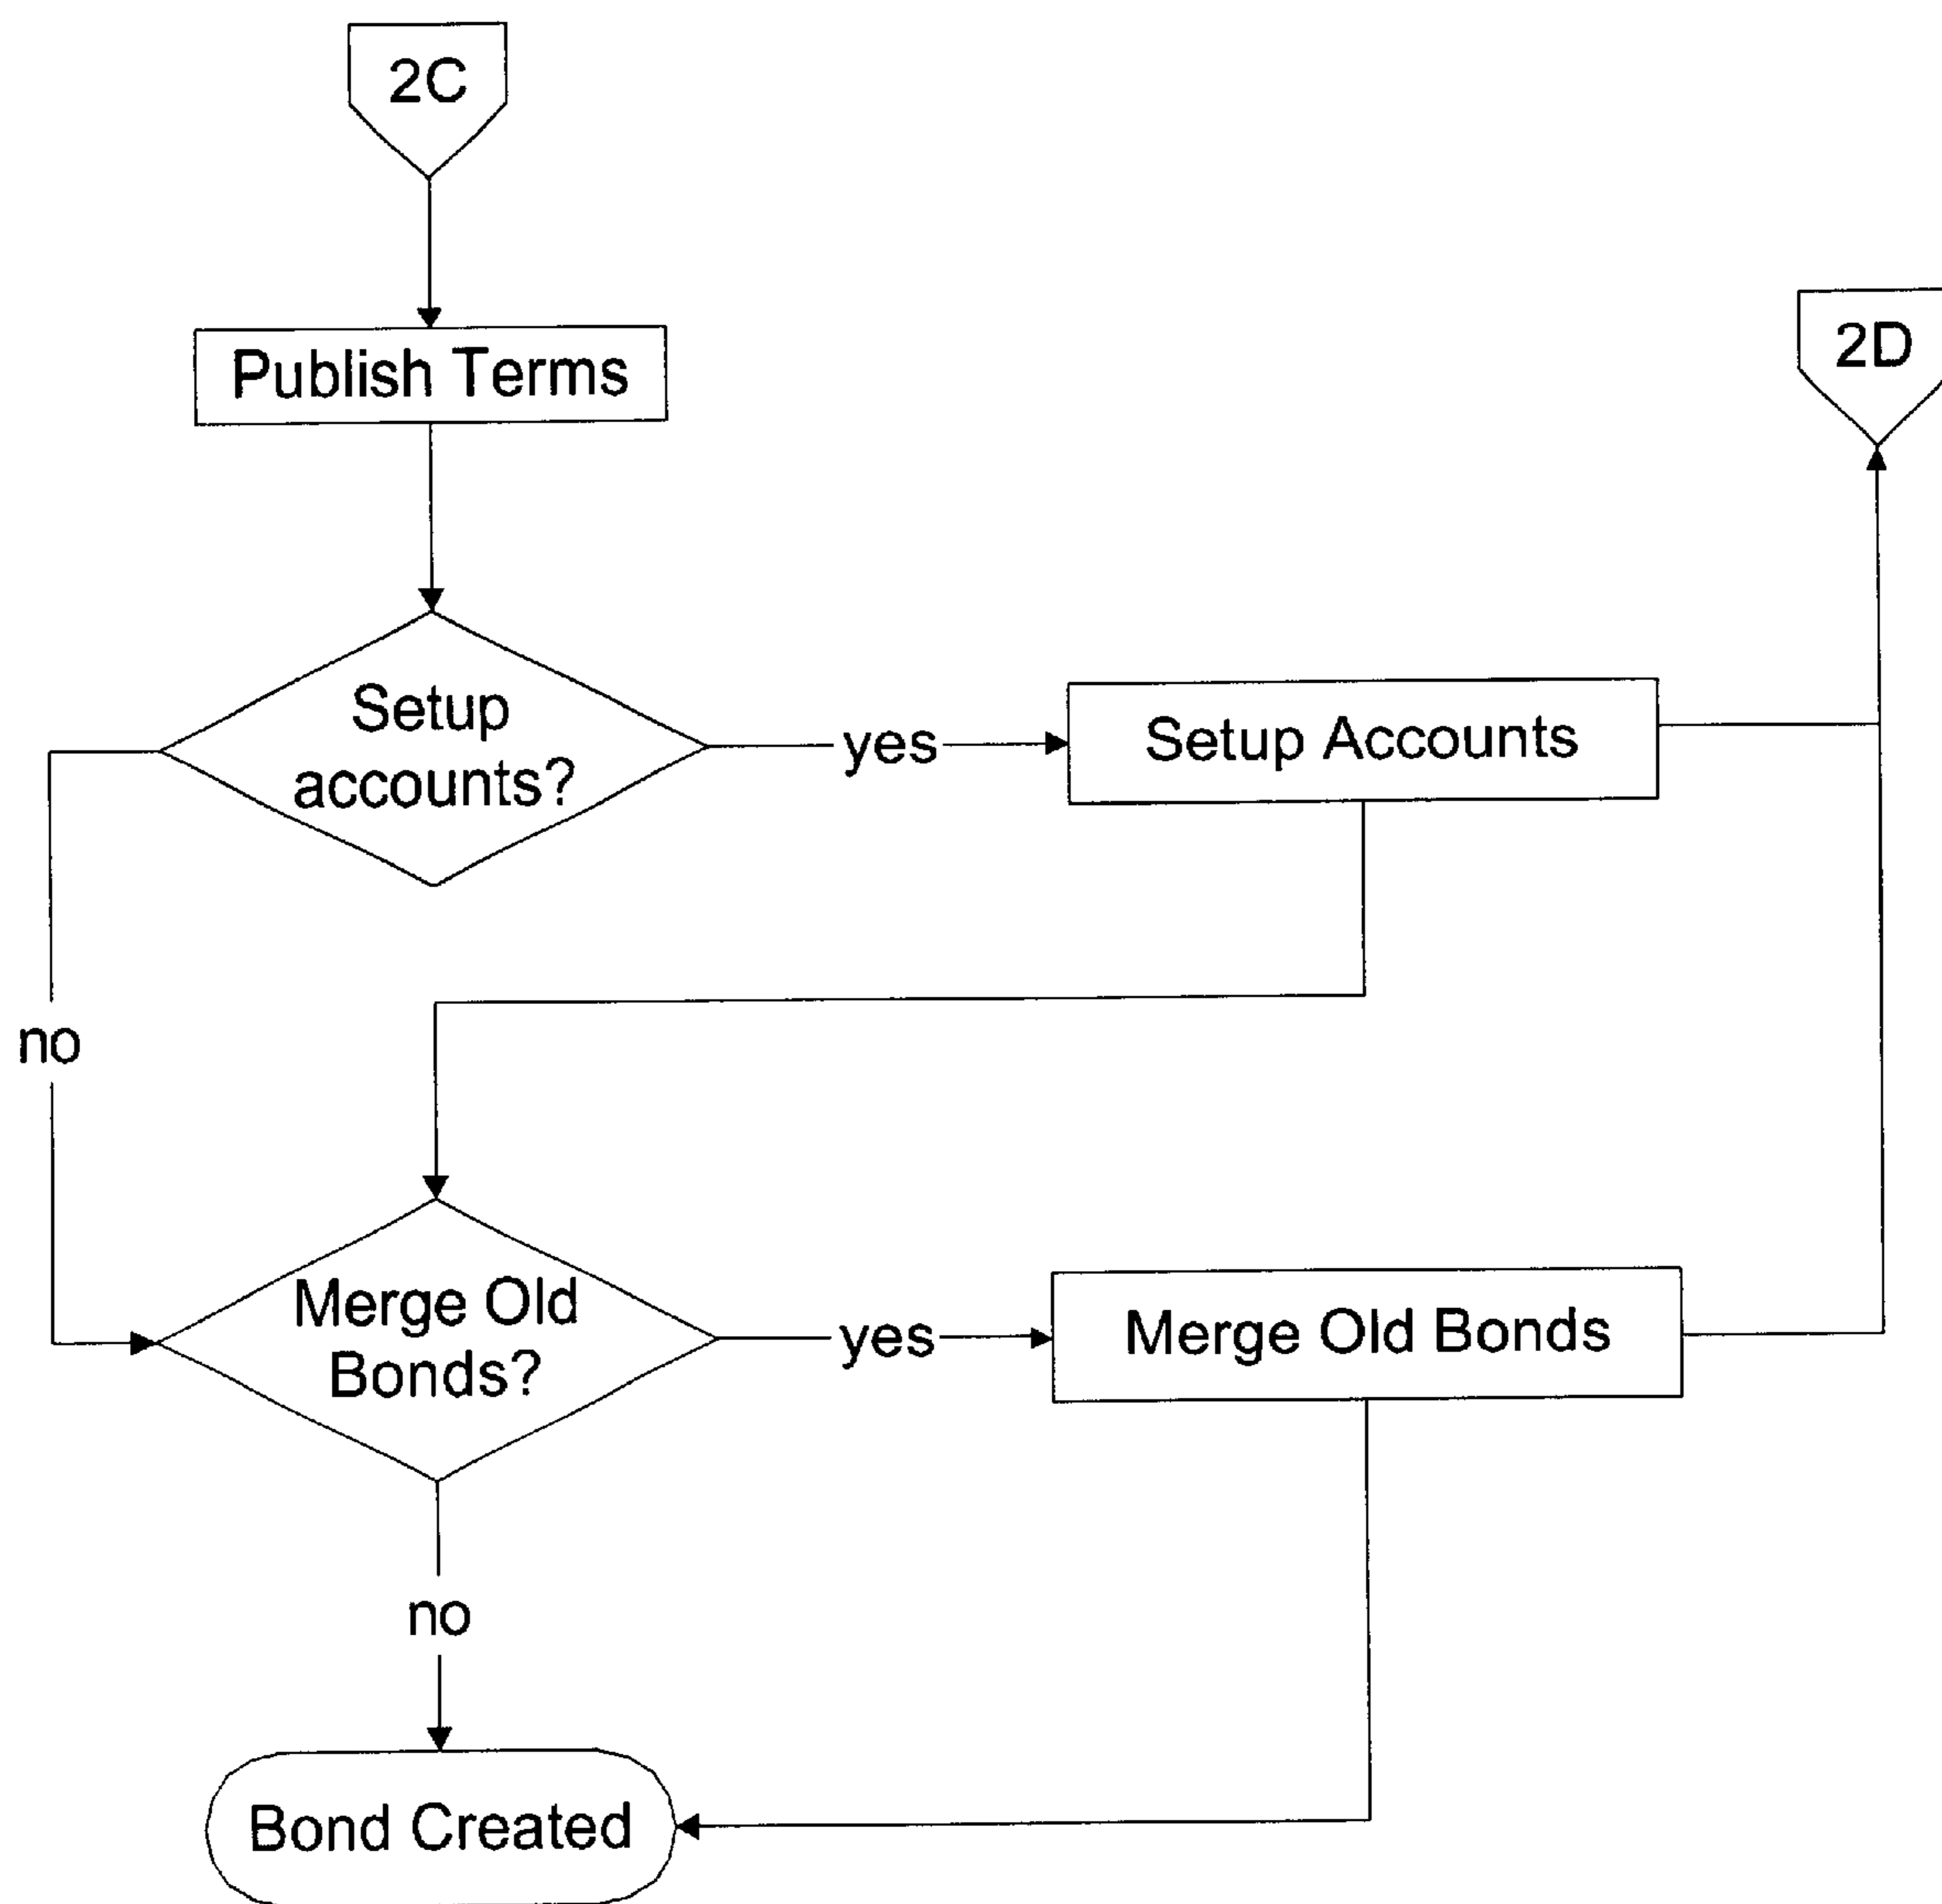 2C
Publish Terms
2D
Setup
accounts?
yes
Setup Accounts
no
Merge Old
Bonds?
yes
Merge Old Bonds
no
Bond Created